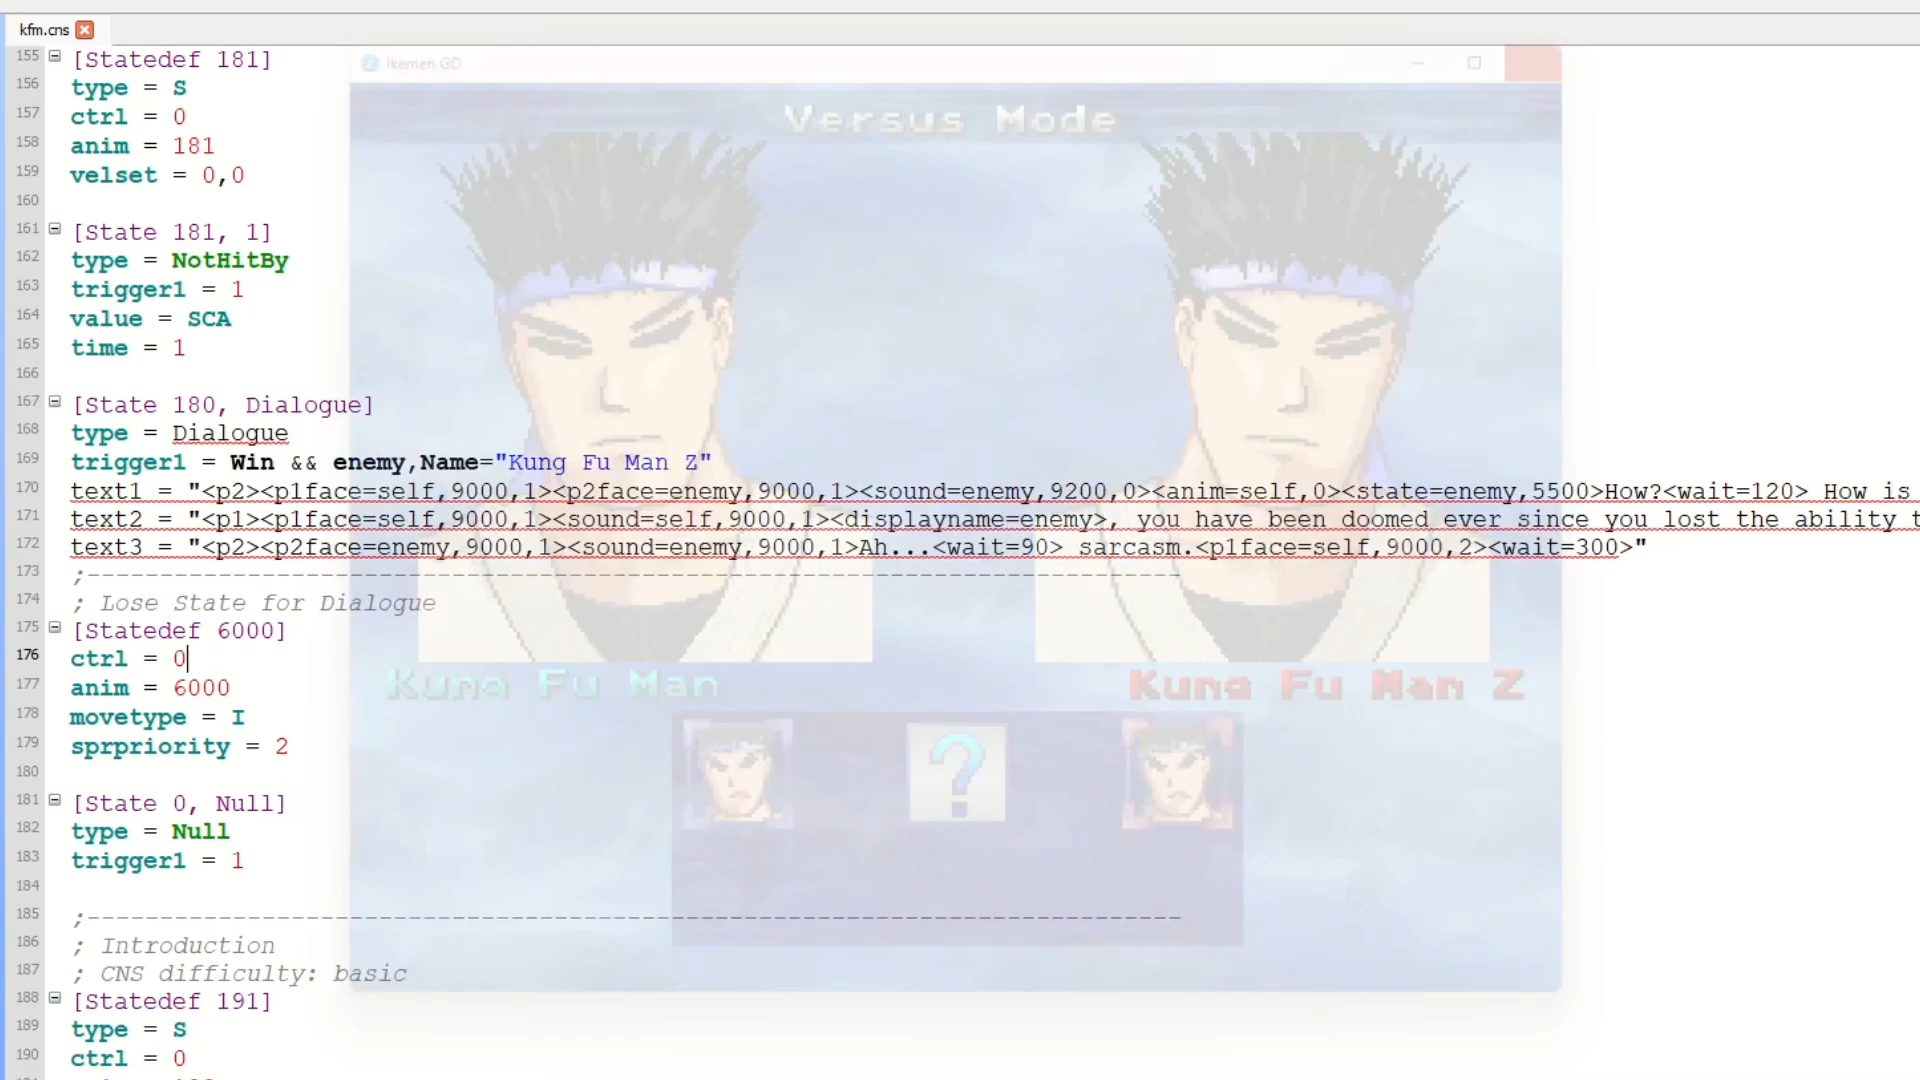 kfm.cns
155 [Statedef 181]
156 type = S
157 ctrl = 0
158 anim = 181
159 velset = 0,0
160
161 [State 181, 1]
162 type = NotHitBy
163 trigger1 = 1
164 value = SCA
165 time = 1
166
167 [State 180, Dialogue]
168 type = Dialogue
169 trigger1 = Win && enemy,Name="Kung Fu Man Z"
170 text1 = "<p2><p1face=self,9000,1><p2face=enemy,9000,1><sound=enemy,9200,0><anim=self,0><state=enemy,5500>How?<wait=120> How is
171 text2 = "<p1><p1face=self,9000,1><sound=self,9000,1><displayname=enemy>, you have been doomed ever since you lost the ability t
172 text3 = "<p2><p2face=enemy,9000,1><sound=enemy,9000,1>Ah...<wait=90> sarcasm.<p1face=self,9000,2><wait=300>"
173 ;---------------------------------------------------------------------------
174 ; Lose State for Dialogue
175 [Statedef 6000]
176 ctrl = 0
177 anim = 6000
178 movetype = I
179 sprpriority = 2
180
181 [State 0, Null]
182 type = Null
183 trigger1 = 1
184
185 ;---------------------------------------------------------------------------
186 ; Introduction
187 ; CNS difficulty: basic
188 [Statedef 191]
189 type = S
190 ctrl = 0
Ikemen GO
Versus Mode
Kung Fu Man
Kung Fu Man Z
?